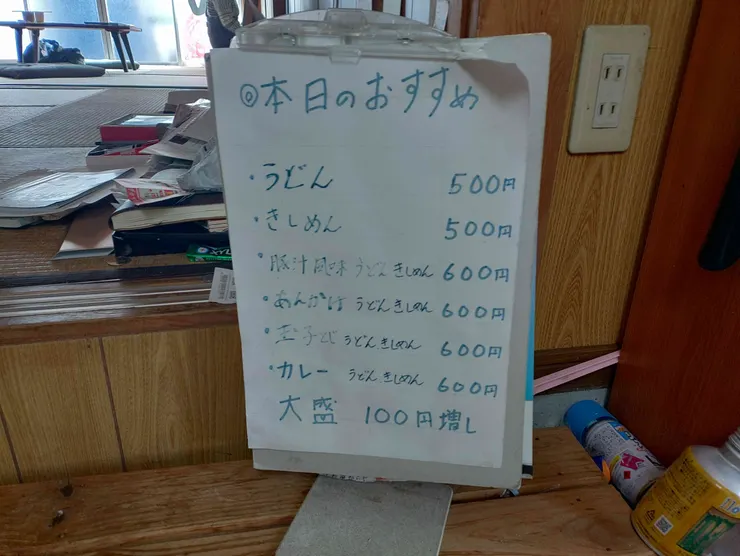 ◎本日のおすすめ
・うどん 500円
・きしめん 500円
・豚汁風味 うどん きしめん 600円
・あんかけ うどん.きしめん 600円
・玉子とじ うどん.きしめん 600円
・カレー うどん.きしめん 600円
大盛 100円増し